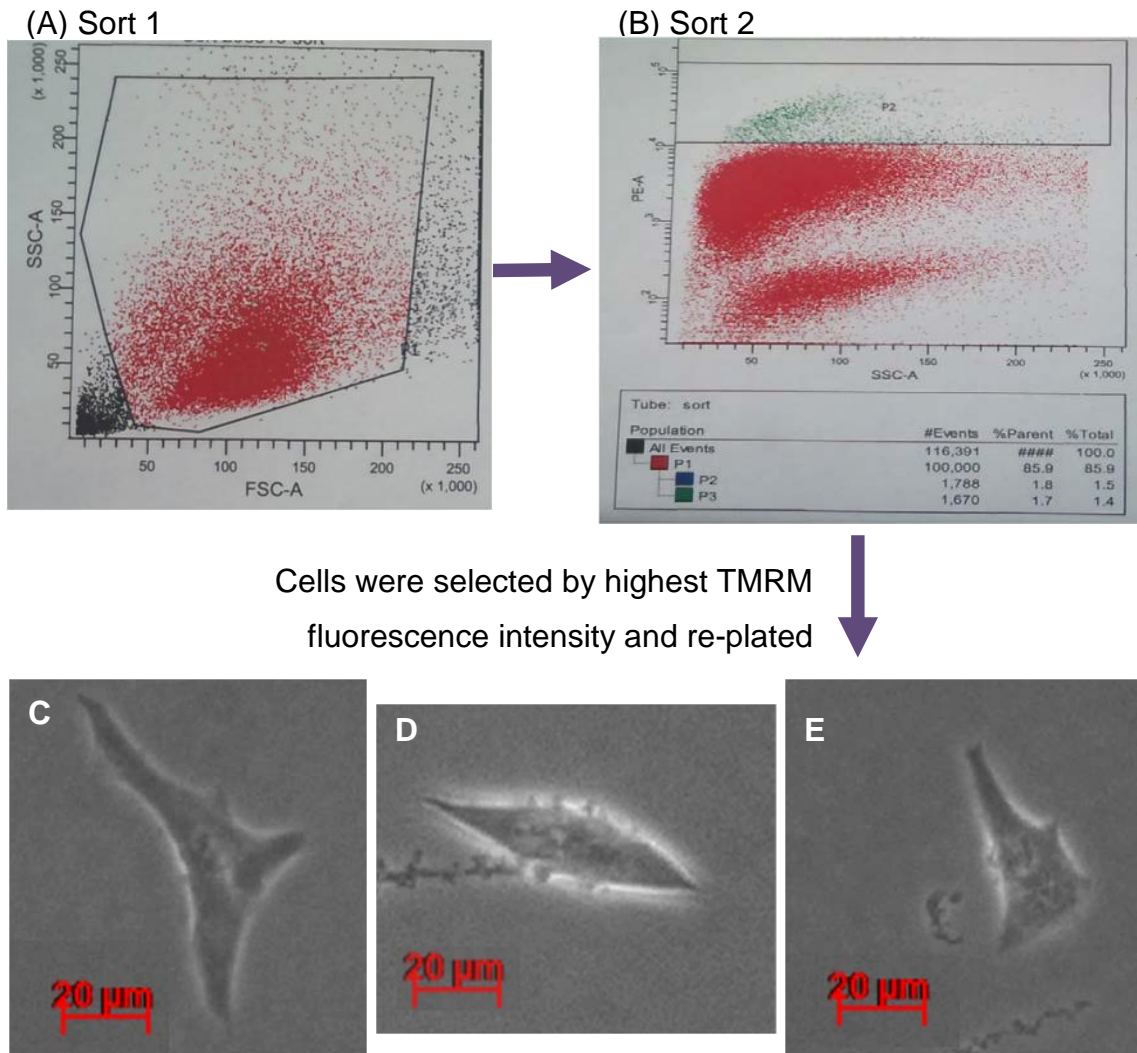 (A) Sort 1
(B) Sort 2
(x 1,000)
250
200
150
100
50
SSC-A
50
100
150
200
250
FSC-A
(x 1,000)
P2
10⁵
10⁴
10³
10²
PE-A
50
100
150
200
250
SSC-A
(x 1,000)
Tube: sort
Population #Events %Parent %Total
All Events 116,391 #### 100.0
P1 100,000 85.9 85.9
P2 1,788 1.8 1.5
P3 1,670 1.7 1.4
Cells were selected by highest TMRM
fluorescence intensity and re-plated
C
D
E
20 µm
20 µm
20 µm